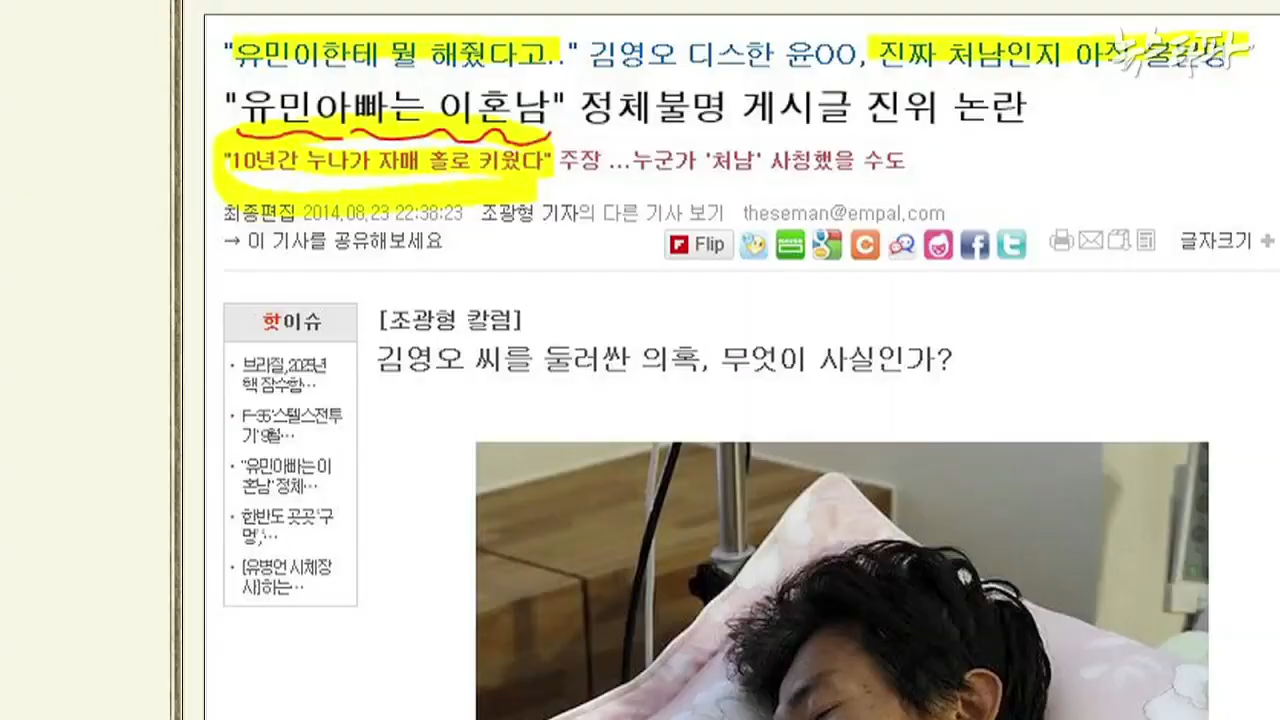 "유민이한테 뭘 해줬다고.." 김영오 디스한 윤OO, 진짜 처남인지 아직
뉴스타파
"유민아빠는 이혼남" 정체불명 게시글 진위 논란
"10년간 누나가 자매 홀로 키웠다" 주장 ...누군가 '처남' 사칭했을 수도
최종편집 2014.08.23 22:38:23 조광형 기자의 다른 기사 보기 theseman@empal.com
→ 이 기사를 공유해보세요 Flip 글자크기 +
핫이슈
· 브라질, 2025년
핵 잠수함…
· F-35 '스텔스전투
기' 9월…
· "유민아빠는 이
혼남" 정체…
· 한반도 곳곳 '구
멍',…
· [유병언 시체장
사]하는…
[조광형 칼럼]
김영오 씨를 둘러싼 의혹, 무엇이 사실인가?